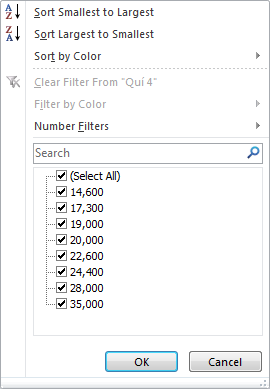 Sort Smallest to Largest
Sort Largest to Smallest
Sort by Color
Clear Filter From "Quí 4"
Filter by Color
Number Filters
Search
(Select All)
14,600
17,300
19,000
20,000
22,600
24,400
28,000
35,000
OK
Cancel